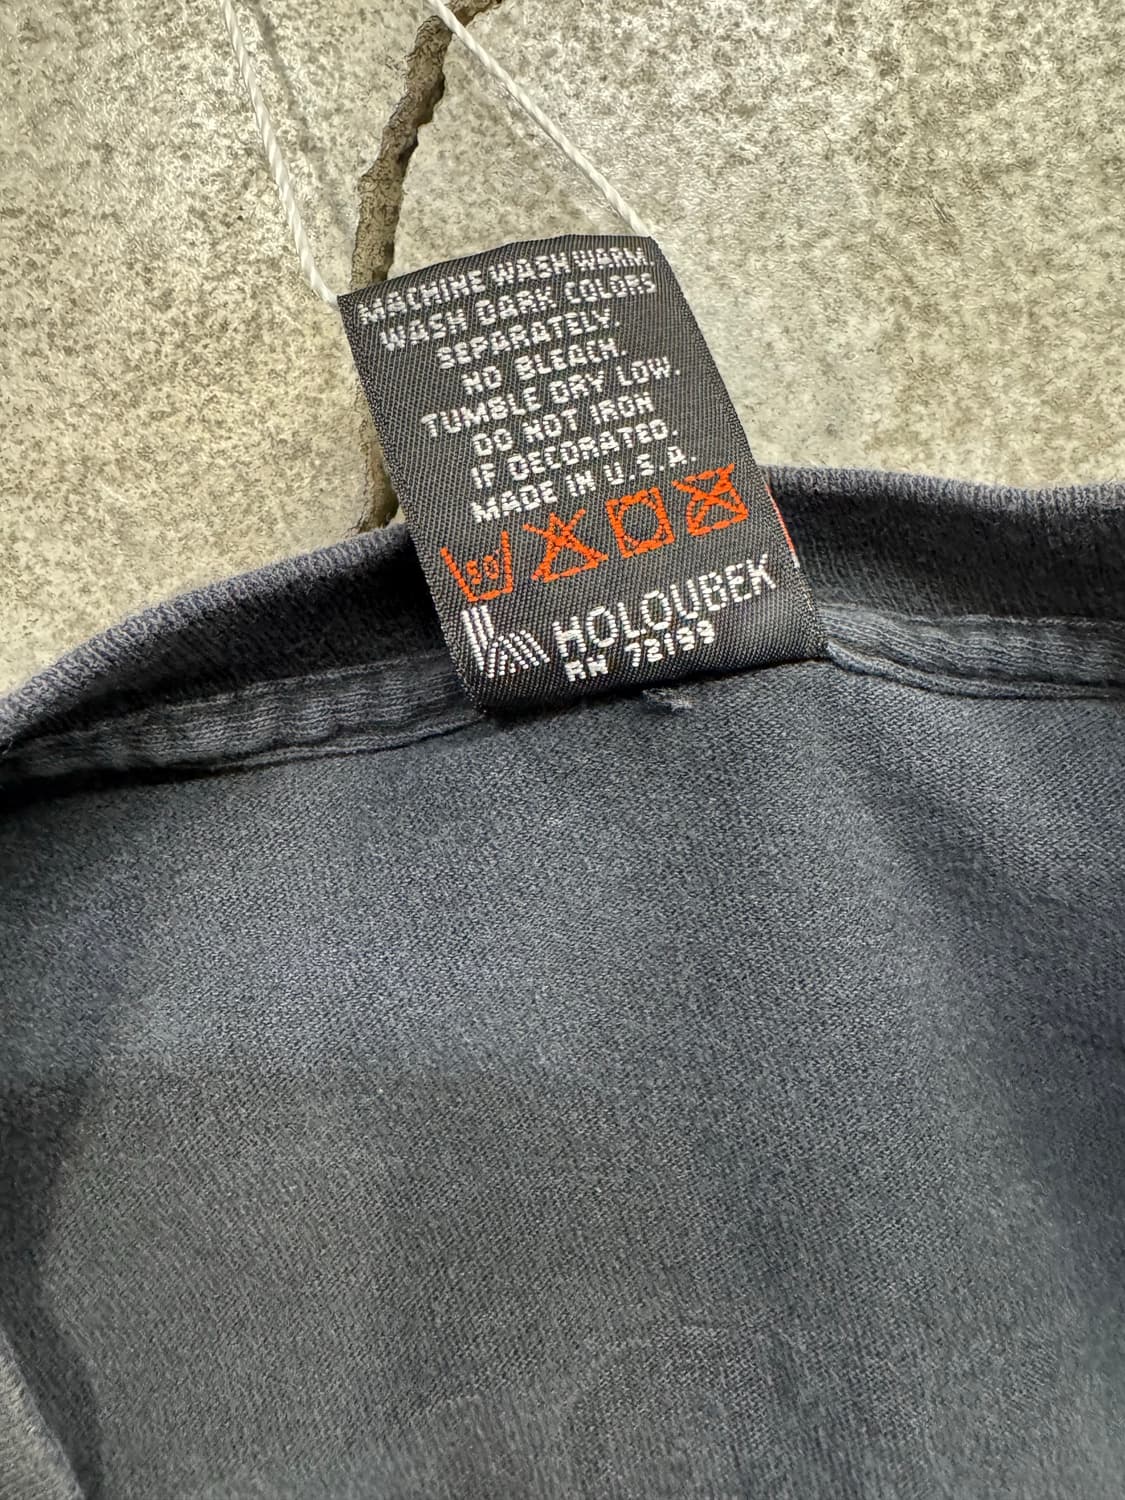 MACHINE WASH WARM.
WASH DARK COLORS
SEPARATELY.
NO BLEACH.
TUMBLE DRY LOW.
DO NOT IRON
IF DECORATED.
MADE IN U.S.A.
50
HOLOUBEK
RN 72133